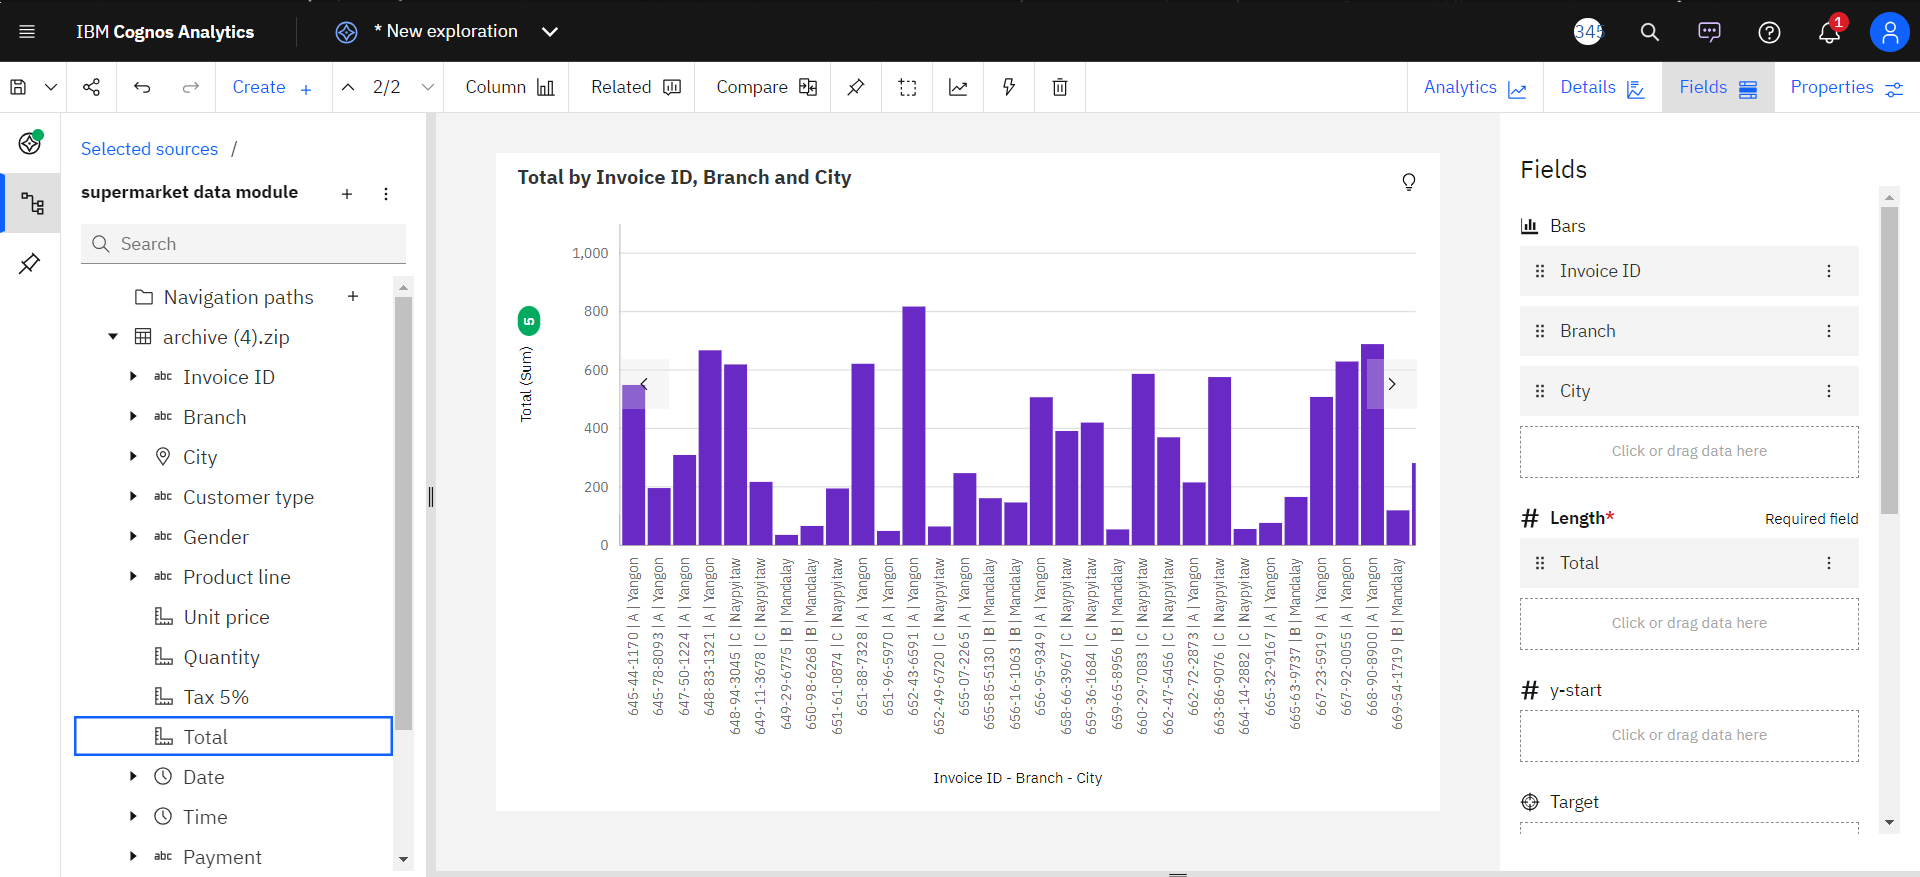 IBM Cognos Analytics
* New exploration
345
1
Create +
2/2
Column
Related
Compare
Analytics
Details
Fields
Properties
Selected sources /
supermarket data module
Search
Navigation paths
archive (4).zip
abc Invoice ID
abc Branch
City
abc Customer type
abc Gender
abc Product line
Unit price
Quantity
Tax 5%
Total
Date
Time
abc Payment
Total by Invoice ID, Branch and City
5
Total (Sum)
1,000
800
600
400
200
0
645-44-1170 | A | Yangon
645-78-8093 | A | Yangon
647-50-1224 | A | Yangon
648-83-1321 | A | Yangon
648-94-3045 | C | Naypyitaw
649-11-3678 | C | Naypyitaw
649-29-6775 | B | Mandalay
650-98-6268 | B | Mandalay
651-61-0874 | C | Naypyitaw
651-88-7328 | A | Yangon
651-96-5970 | A | Yangon
652-43-6591 | A | Yangon
652-49-6720 | C | Naypyitaw
655-07-2265 | A | Yangon
655-85-5130 | B | Mandalay
656-16-1063 | B | Mandalay
656-95-9349 | A | Yangon
658-66-3967 | C | Naypyitaw
659-36-1684 | C | Naypyitaw
659-65-8956 | B | Mandalay
660-29-7083 | C | Naypyitaw
662-47-5456 | C | Naypyitaw
662-72-2873 | A | Yangon
663-86-9076 | C | Naypyitaw
664-14-2882 | C | Naypyitaw
665-32-9167 | A | Yangon
665-63-9737 | B | Mandalay
667-23-5919 | A | Yangon
667-92-0055 | A | Yangon
668-90-8900 | A | Yangon
669-54-1719 | B | Mandalay
Invoice ID - Branch - City
Fields
Bars
Invoice ID
Branch
City
Click or drag data here
# Length* Required field
Total
Click or drag data here
# y-start
Click or drag data here
Target